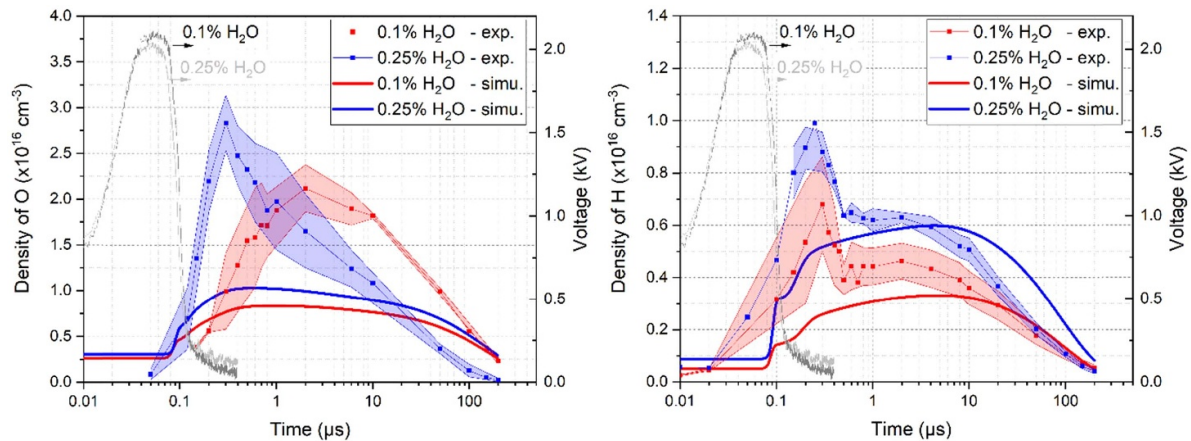 4.0
3.5
3.0
2.5
2.0
1.5
1.0
0.5
0.0
Density of O (x10¹⁶ cm⁻³)
0.1% H₂O
0.25% H₂O
0.1% H₂O - exp.
0.25% H₂O - exp.
0.1% H₂O - simu.
0.25% H₂O - simu.
2.0
1.5
1.0
0.5
0.0
Voltage (kV)
0.01 0.1 1 10 100
Time (µs)
1.4
1.2
1.0
0.8
0.6
0.4
0.2
0.0
Density of H (x10¹⁶ cm⁻³)
0.1% H₂O
0.25% H₂O
0.1% H₂O - exp.
0.25% H₂O - exp.
0.1% H₂O - simu.
0.25% H₂O - simu.
2.0
1.5
1.0
0.5
0.0
Voltage (kV)
0.01 0.1 1 10 100
Time (µs)